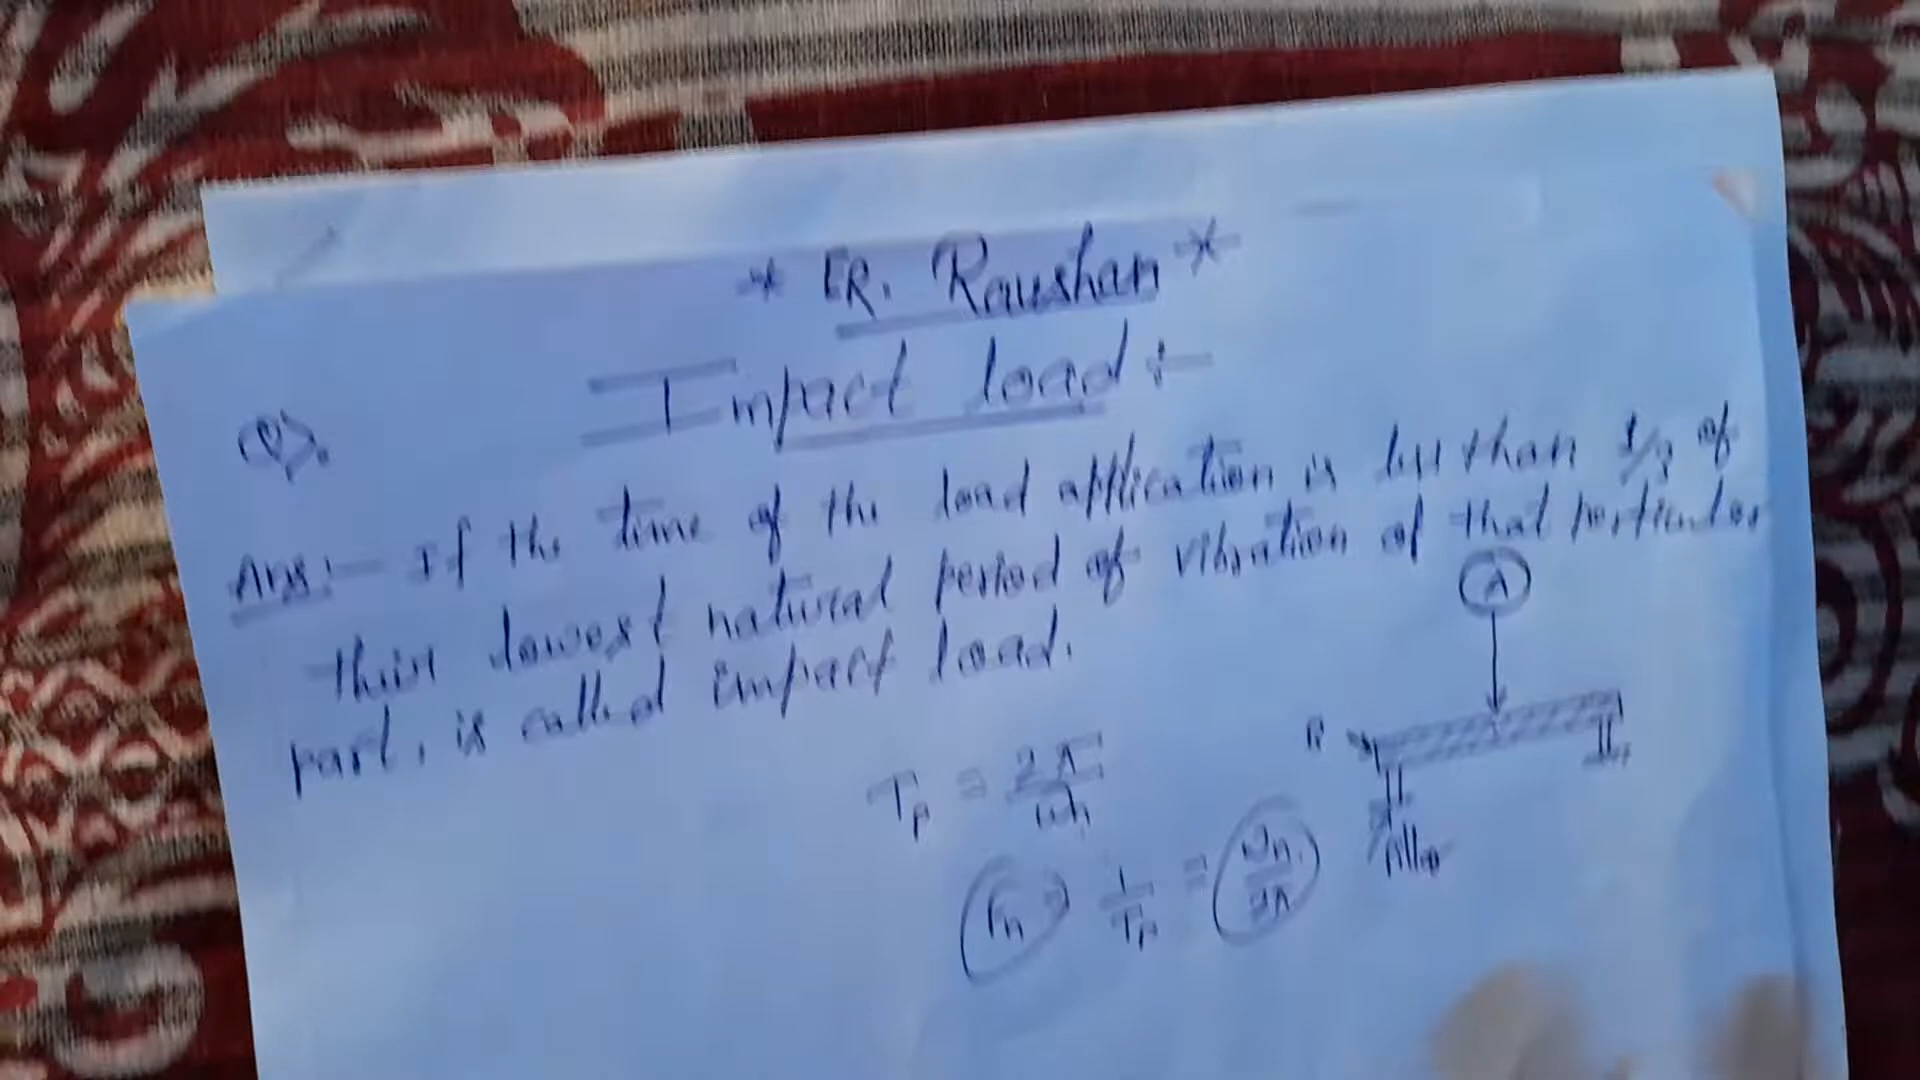 * ER. Raushan *
Impact load :-
Q>.
Ans:- If the time of the load application is less than 1/3 of
their lowest natural period of vibration of that perticular
part, is called impact load.
A
Tp = 2π/ωn
Fn = 1/Tp = ωn/2π